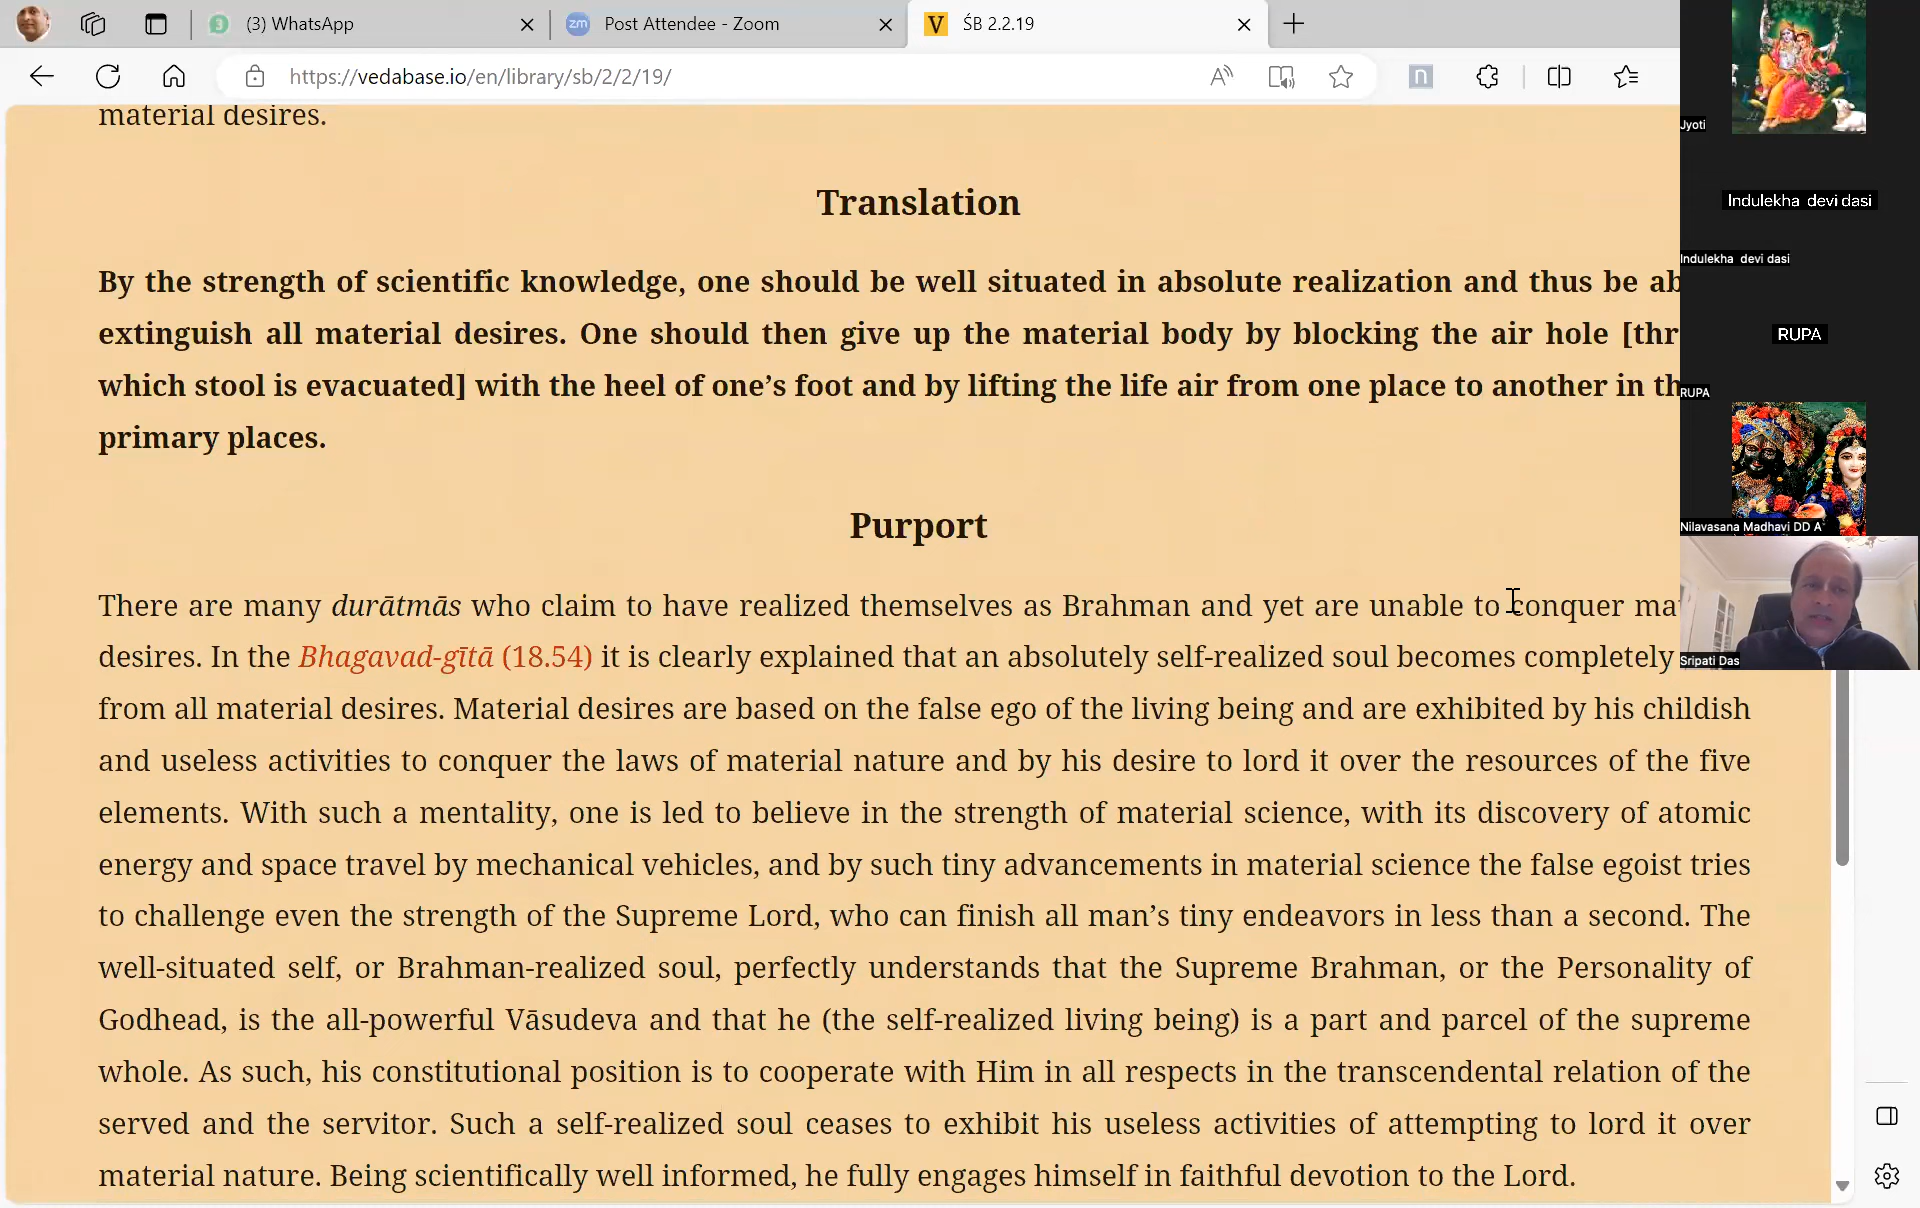 (3) WhatsApp
Post Attendee - Zoom
ŚB 2.2.19
https://vedabase.io/en/library/sb/2/2/19/
material desires.
Translation
By the strength of scientific knowledge, one should be well situated in absolute realization and thus be ab
extinguish all material desires. One should then give up the material body by blocking the air hole [thr
which stool is evacuated] with the heel of one’s foot and by lifting the life air from one place to another in th
primary places.
Purport
There are many durātmās who claim to have realized themselves as Brahman and yet are unable to conquer ma
desires. In the Bhagavad-gītā (18.54) it is clearly explained that an absolutely self-realized soul becomes completely
from all material desires. Material desires are based on the false ego of the living being and are exhibited by his childish
and useless activities to conquer the laws of material nature and by his desire to lord it over the resources of the five
elements. With such a mentality, one is led to believe in the strength of material science, with its discovery of atomic
energy and space travel by mechanical vehicles, and by such tiny advancements in material science the false egoist tries
to challenge even the strength of the Supreme Lord, who can finish all man’s tiny endeavors in less than a second. The
well-situated self, or Brahman-realized soul, perfectly understands that the Supreme Brahman, or the Personality of
Godhead, is the all-powerful Vāsudeva and that he (the self-realized living being) is a part and parcel of the supreme
whole. As such, his constitutional position is to cooperate with Him in all respects in the transcendental relation of the
served and the servitor. Such a self-realized soul ceases to exhibit his useless activities of attempting to lord it over
material nature. Being scientifically well informed, he fully engages himself in faithful devotion to the Lord.
Jyoti
Indulekha devi dasi
Indulekha devi dasi
RUPA
RUPA
Nilavasana Madhavi DD A
Sripati Das